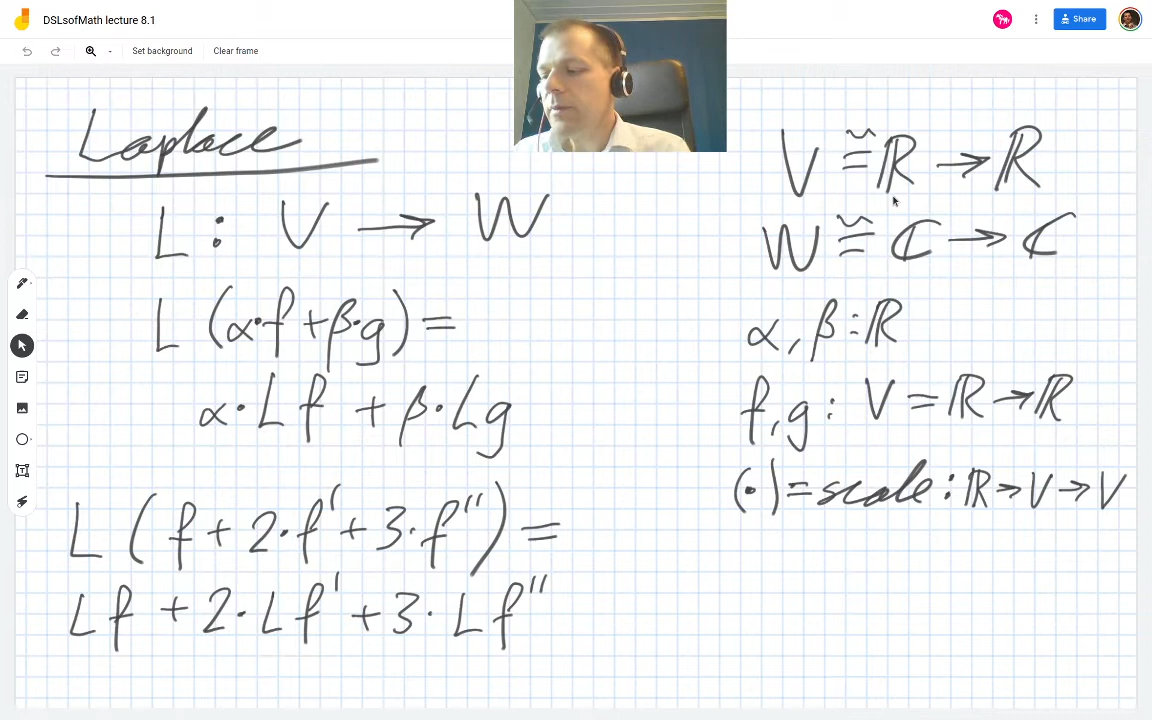 DSLsofMath lecture 8.1
Share
Set background
Clear frame
Laplace
L : V → W
L (α·f + β·g) =
α·Lf + β·Lg
L (f + 2·f' + 3·f'') =
Lf + 2·Lf' + 3·Lf''
V ≅ ℝ → ℝ
W ≅ ℂ → ℂ
α, β : ℝ
f, g : V = ℝ → ℝ
(·) = scale : ℝ → V → V